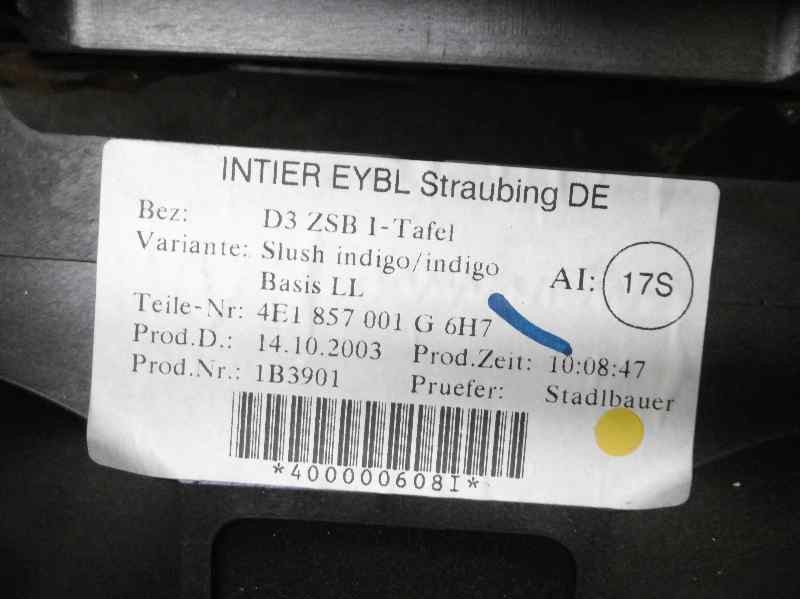 INTIER EYBL Straubing DE
Bez: D3 ZSB I-Tafel
Variante: Slush indigo/indigo
Basis LL
AI: 17S
Teile-Nr: 4E1 857 001 G 6H7
Prod.D.: 14.10.2003 Prod.Zeit: 10:08:47
Prod.Nr.: 1B3901 Pruefer: Stadlbauer
*400000608I*